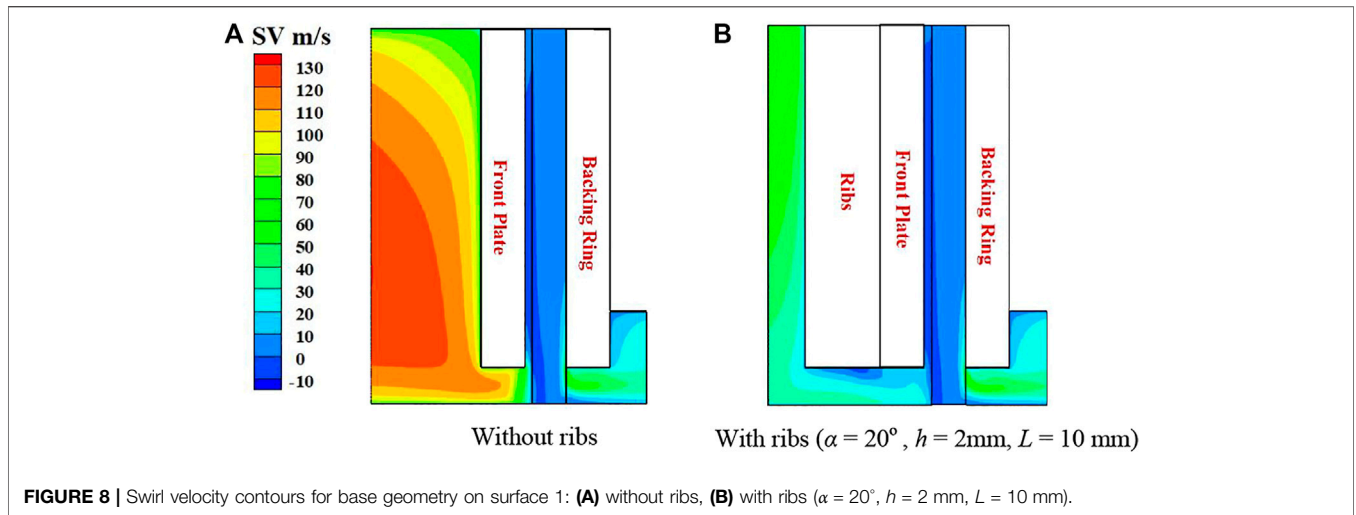 A SV m/s
130
120
110
100
90
80
70
60
50
40
30
20
10
0
-10
Front Plate
Backing Ring
Without ribs
B
Ribs
Front Plate
Backing Ring
With ribs (α = 20° , h = 2mm, L = 10 mm)
FIGURE 8 | Swirl velocity contours for base geometry on surface 1: (A) without ribs, (B) with ribs (α = 20°, h = 2 mm, L = 10 mm).